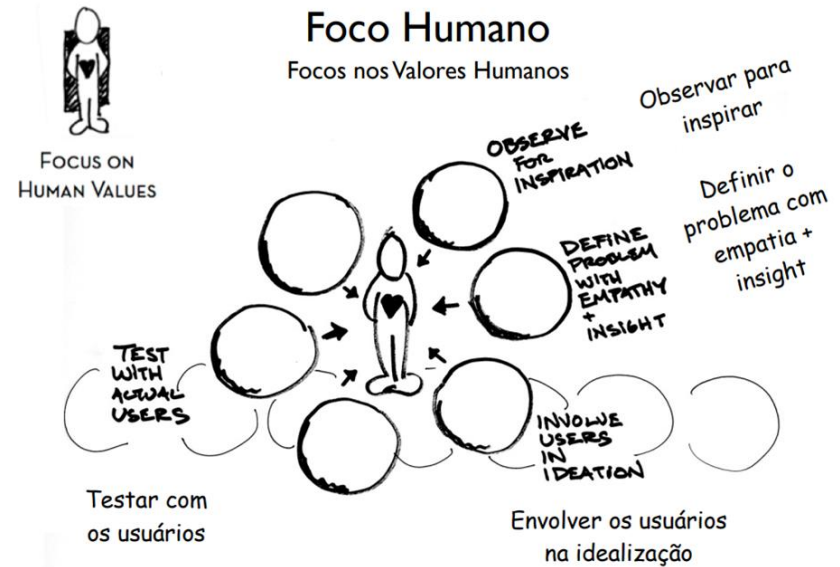 Foco Humano
Focos nos Valores Humanos
FOCUS ON
HUMAN VALUES
Observar para
inspirar
OBSERVE
FOR
INSPIRATION
Definir o
problema com
empatia +
insight
DEFINE
PROBLEM
WITH
EMPATHY
+
INSIGHT
TEST
WITH
ACTUAL
USERS
INVOLVE
USERS
IN
IDEATION
Testar com
os usuários
Envolver os usuários
na idealização